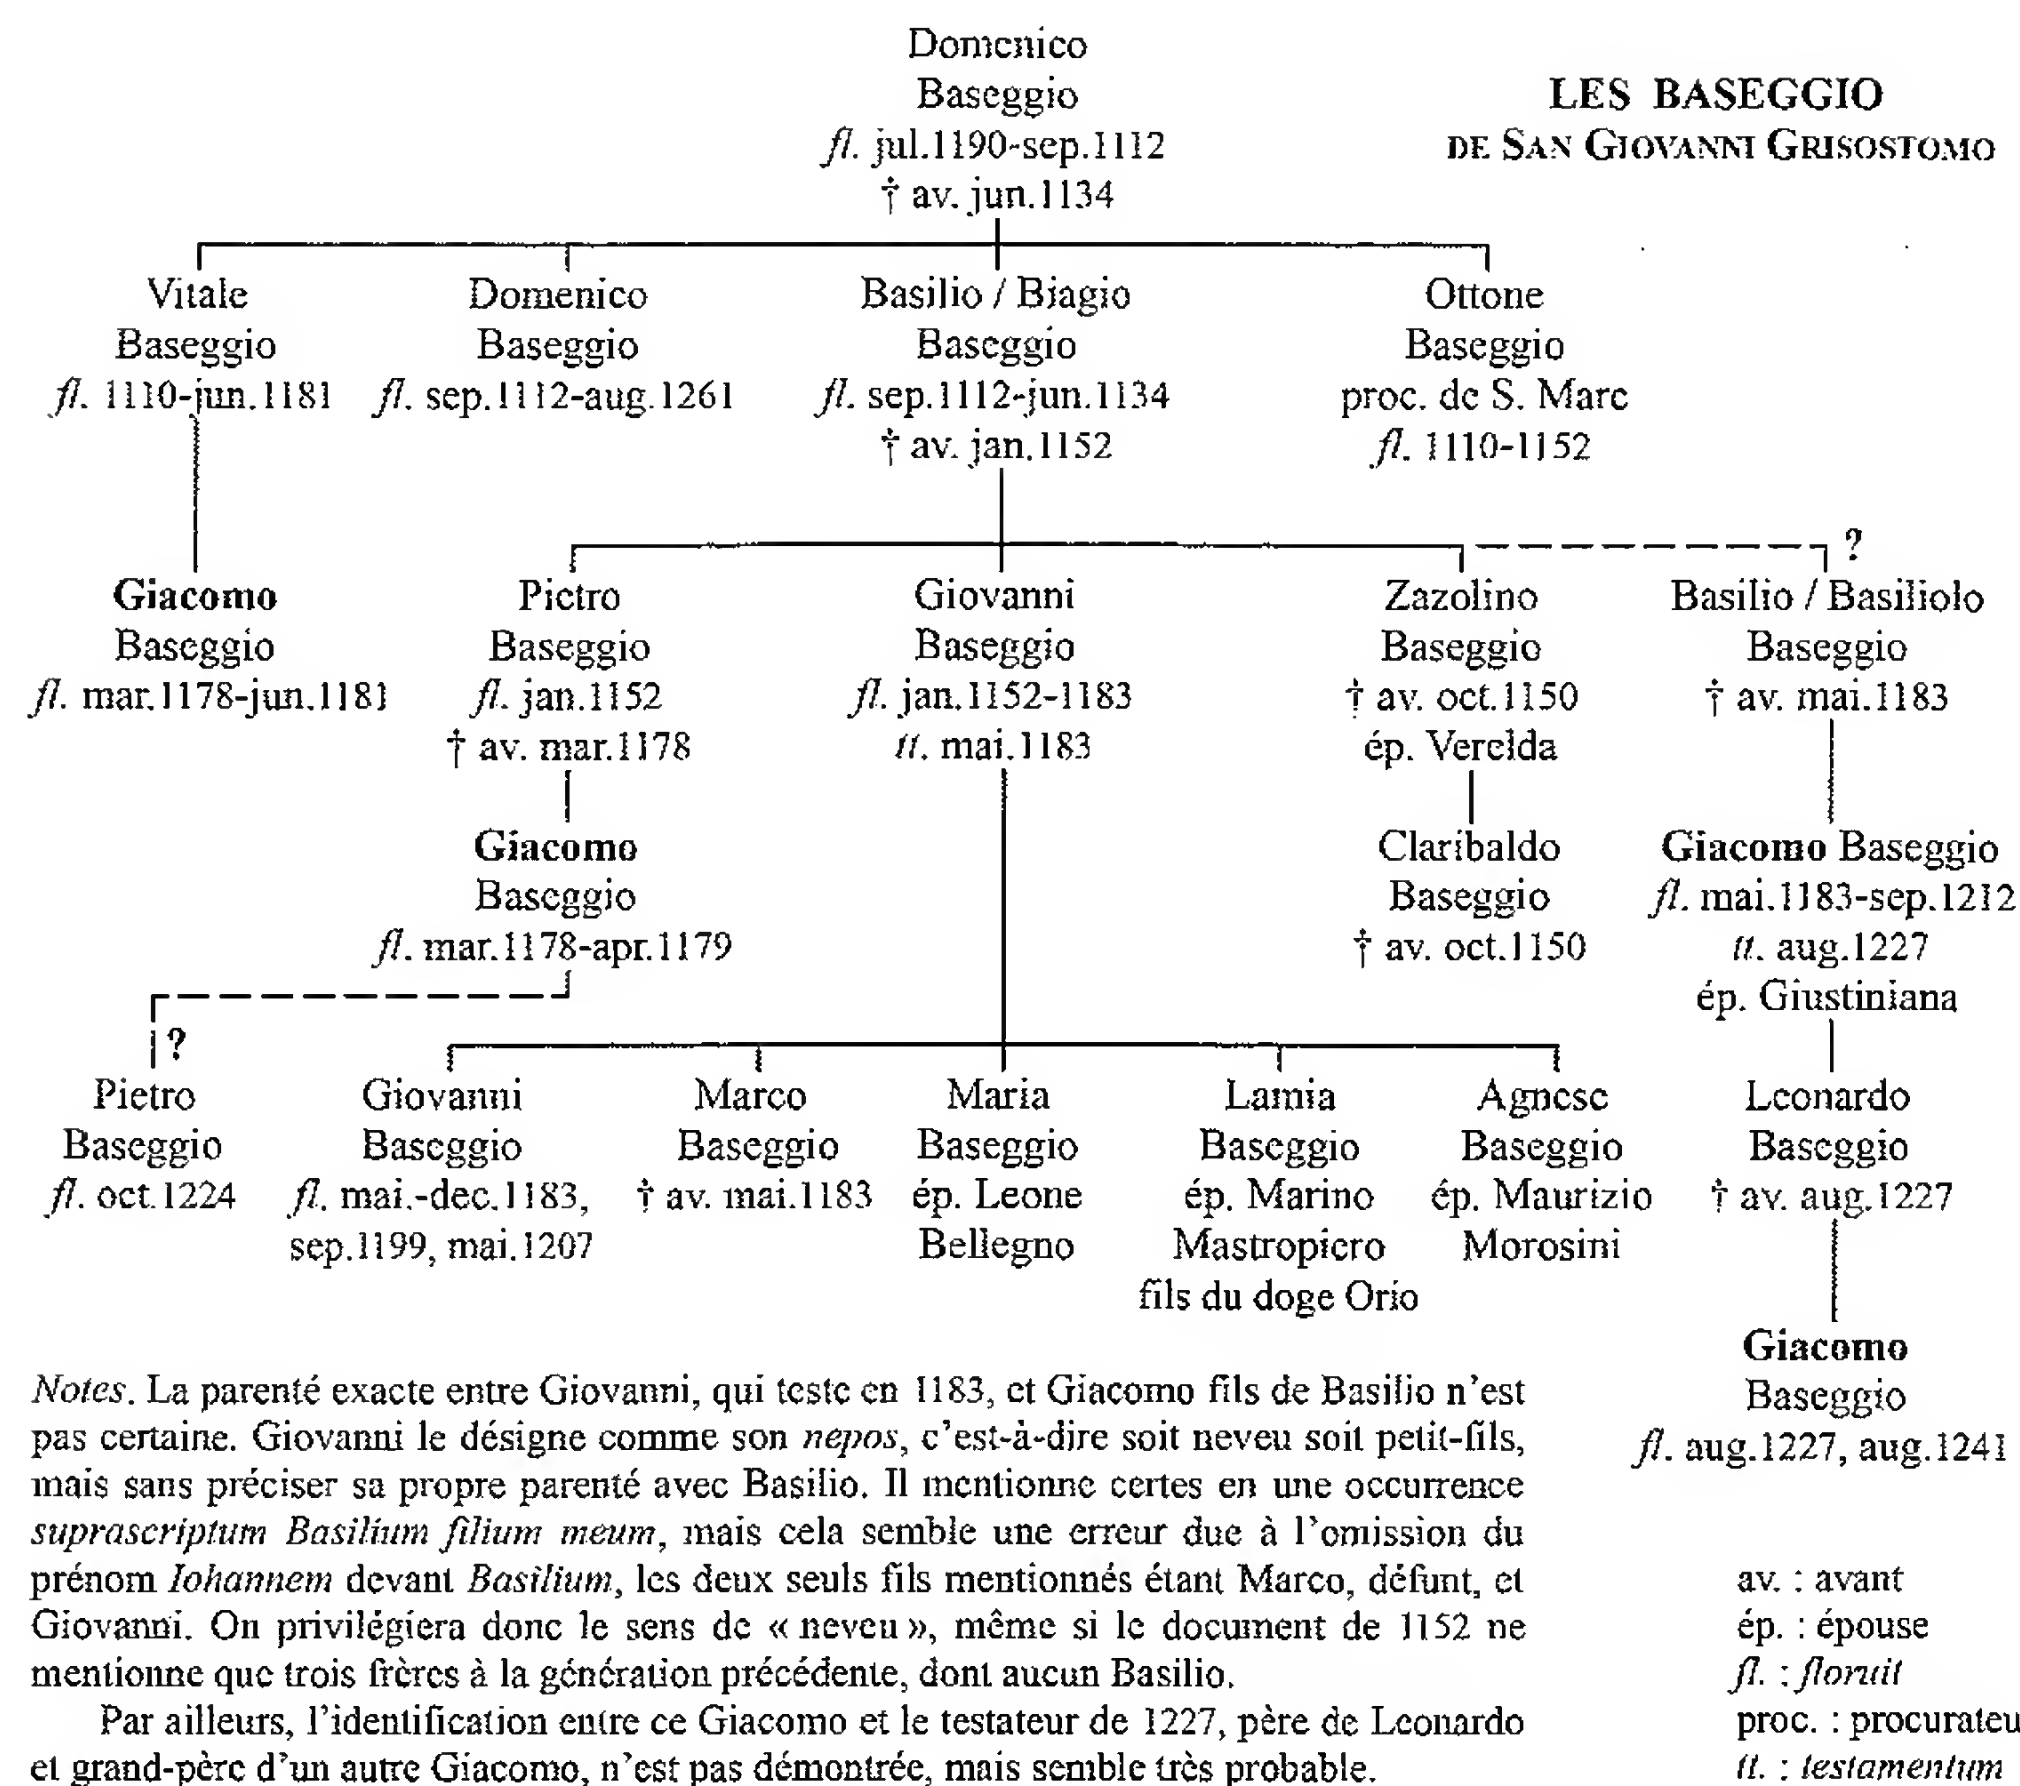 LES BASEGGIO
DE SAN GIOVANNI GRISOSTOMO
Domenico
Baseggio
fl. jul.1190-sep.1112
† av. jun.1134
Vitale
Baseggio
fl. 1110-jun.1181
Domenico
Baseggio
fl. sep.1112-aug.1261
Basilio / Biagio
Baseggio
fl. sep.1112-jun.1134
† av. jan.1152
Ottone
Baseggio
proc. de S. Marc
fl. 1110-1152
Giacomo
Baseggio
fl. mar.1178-jun.1181
Pietro
Baseggio
fl. jan.1152
† av. mar.1178
Giovanni
Baseggio
fl. jan.1152-1183
tt. mai.1183
Zazolino
Baseggio
† av. oct.1150
ép. Verelda
?
Basilio / Basiliolo
Baseggio
† av. mai.1183
Giacomo
Baseggio
fl. mar.1178-apr.1179
Claribaldo
Baseggio
† av. oct.1150
Giacomo Baseggio
fl. mai.1183-sep.1212
tt. aug.1227
ép. Giustiniana
?
Pietro
Baseggio
fl. oct.1224
Giovanni
Baseggio
fl. mai.-dec.1183,
sep.1199, mai.1207
Marco
Baseggio
† av. mai.1183
Maria
Baseggio
ép. Leone
Bellegno
Lamia
Baseggio
ép. Marino
Mastropiero
fils du doge Orio
Agnese
Baseggio
ép. Maurizio
Morosini
Leonardo
Baseggio
† av. aug.1227
Giacomo
Baseggio
fl. aug.1227, aug.1241
Notes. La parenté exacte entre Giovanni, qui teste en 1183, et Giacomo fils de Basilio n'est
pas certaine. Giovanni le désigne comme son nepos, c'est-à-dire soit neveu soit petit-fils,
mais sans préciser sa propre parenté avec Basilio. Il mentionne certes en une occurrence
suprascriptum Basilium filium meum, mais cela semble une erreur due à l'omission du
prénom Iohannem devant Basilium, les deux seuls fils mentionnés étant Marco, défunt, et
Giovanni. On privilégiera donc le sens de « neveu », même si le document de 1152 ne
mentionne que trois frères à la génération précédente, dont aucun Basilio.
Par ailleurs, l'identification entre ce Giacomo et le testateur de 1227, père de Leonardo
et grand-père d'un autre Giacomo, n'est pas démontrée, mais semble très probable.
av. : avant
ép. : épouse
fl. : floruit
proc. : procurateu
tt. : testamentum